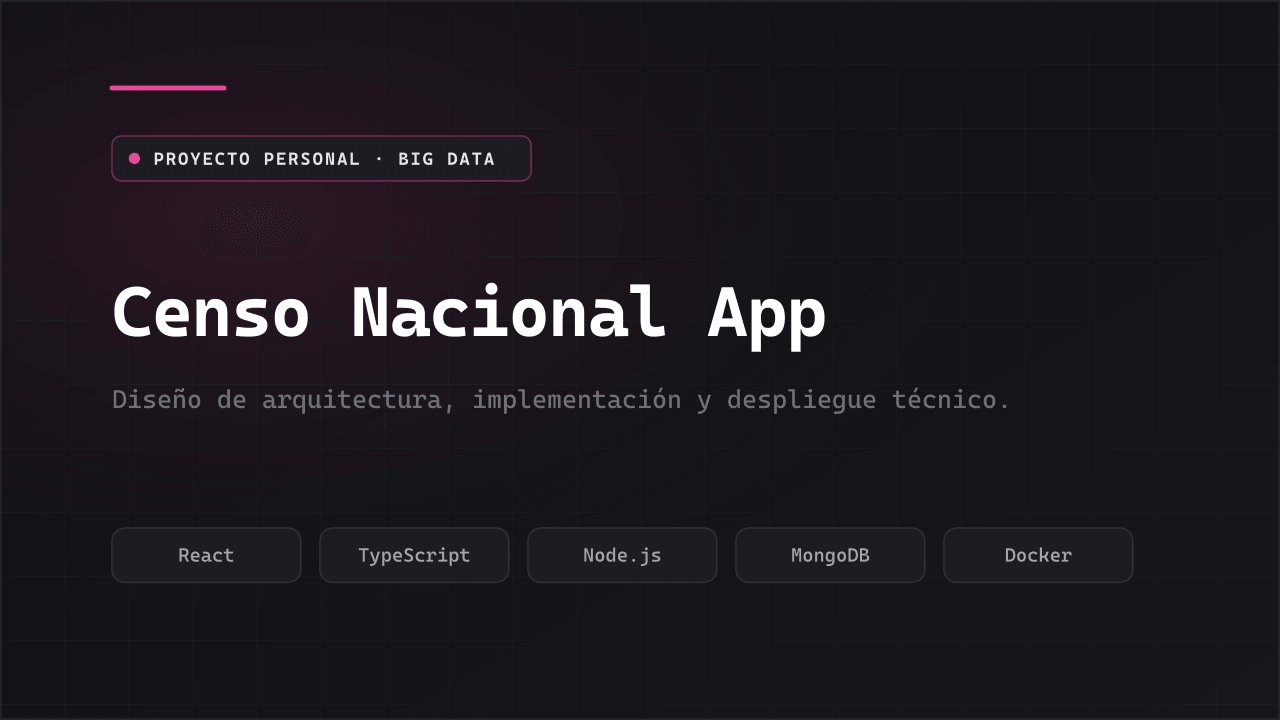 PROYECTO PERSONAL · BIG DATA
Censo Nacional App
Diseño de arquitectura, implementación y despliegue técnico.
React TypeScript Node.js MongoDB Docker